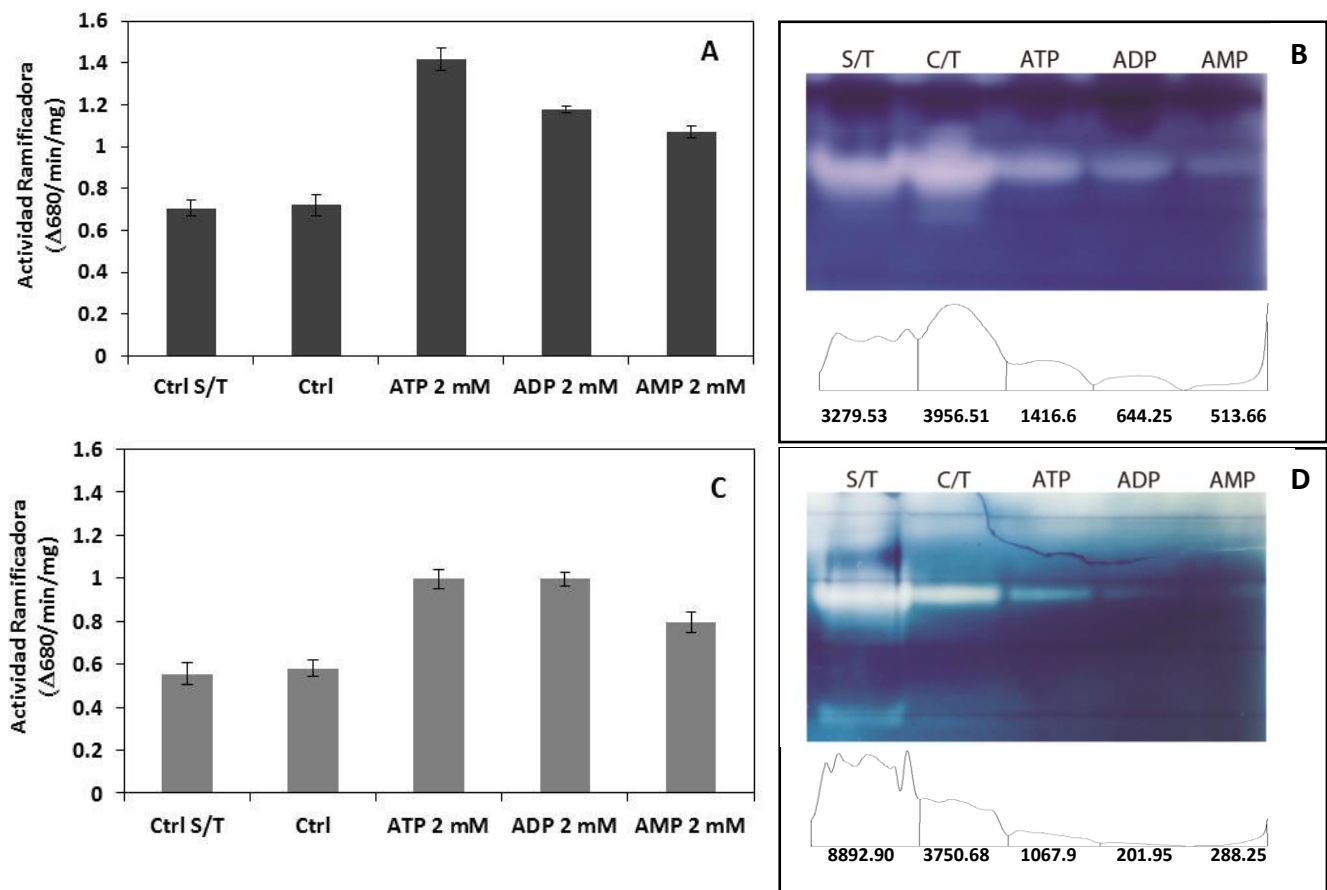 A
Actividad Ramificadora
(Δ680/min/mg)
1.6
1.4
1.2
1
0.8
0.6
0.4
0.2
0
Ctrl S/T Ctrl ATP 2 mM ADP 2 mM AMP 2 mM
B
S/T C/T ATP ADP AMP
3279.53 3956.51 1416.6 644.25 513.66
C
Actividad Ramificadora
(Δ680/min/mg)
1.6
1.4
1.2
1
0.8
0.6
0.4
0.2
0
Ctrl S/T Ctrl ATP 2 mM ADP 2 mM AMP 2 mM
D
S/T C/T ATP ADP AMP
8892.90 3750.68 1067.9 201.95 288.25